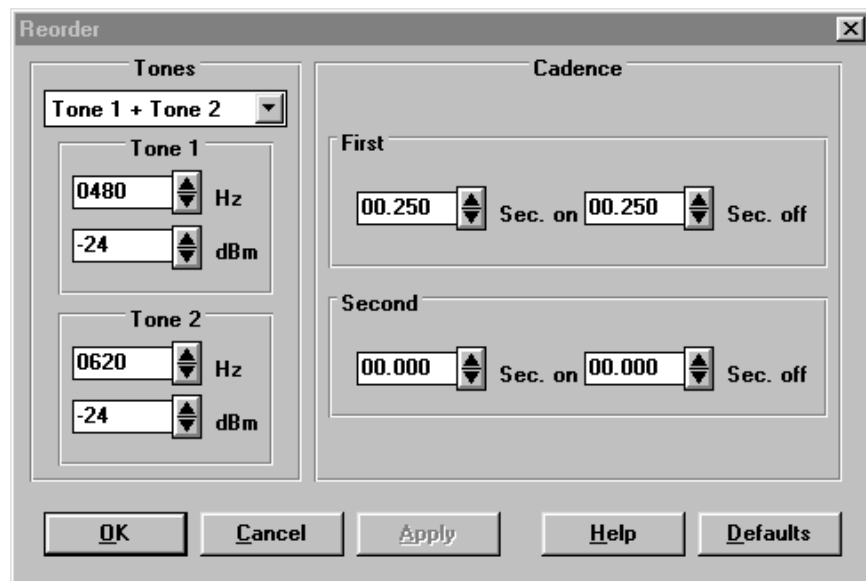 Reorder
Tones
Tone 1 + Tone 2
Tone 1
0480 Hz
-24 dBm
Tone 2
0620 Hz
-24 dBm
Cadence
First
00.250 Sec. on 00.250 Sec. off
Second
00.000 Sec. on 00.000 Sec. off
OK Cancel Apply Help Defaults